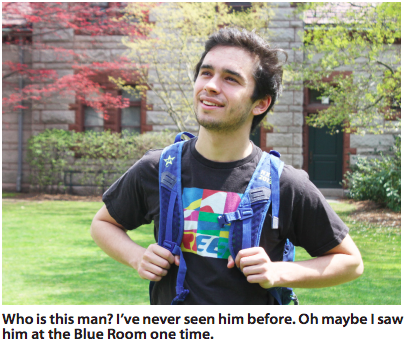 REE
Who is this man? I've never seen him before. Oh maybe I saw
him at the Blue Room one time.